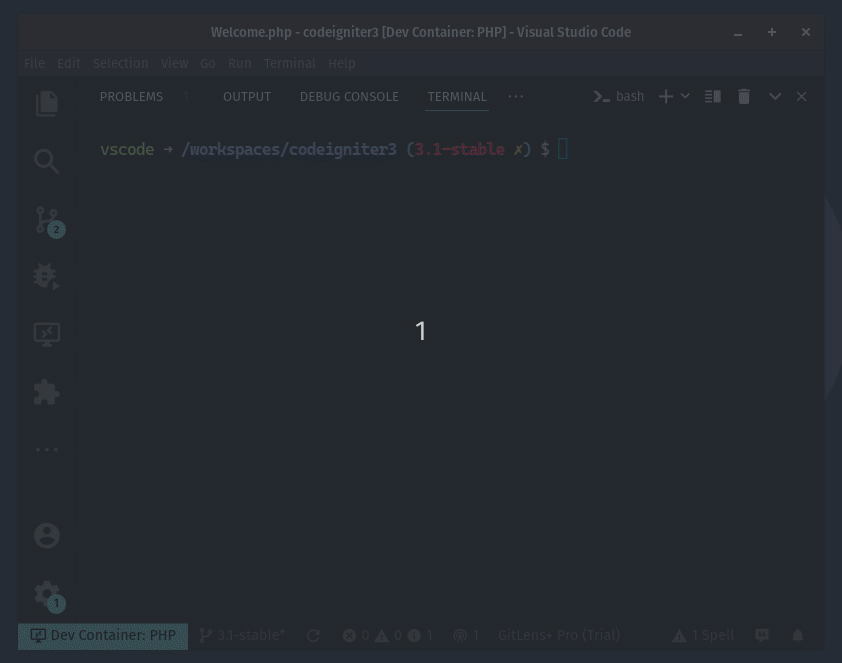 Welcome.php - codeigniter3 [Dev Container: PHP] - Visual Studio Code
File Edit Selection View Go Run Terminal Help
PROBLEMS 1 OUTPUT DEBUG CONSOLE TERMINAL ··· bash
vscode → /workspaces/codeigniter3 (3.1-stable ✗) $
2
1
1
Dev Container: PHP 3.1-stable* 0 0 1 1 GitLens+ Pro (Trial) 1 Spell